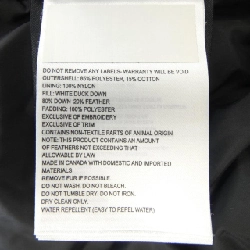 DO NOT REMOVE ANY LABELS-WARRANTY WILL BE VOID
OUTERSHELL: 85% POLYESTER, 15% COTTON
LINING: 100% NYLON
FILL: WHITE DUCK DOWN
80% DOWN 20% FEATHER
PADDING: 100% POLYESTER
EXCLUSIVE OF EMBROIDERY
EXCLUSIVE OF TRIM
CONTAINS NON-TEXTILE PARTS OF ANIMAL ORIGIN
NOTE: THIS PRODUCT CONTAINS AN AMOUNT
OF FEATHERS NOT EXCEEDING THAT
ALLOWABLE BY LAW
MADE IN CANADA WITH DOMESTIC AND IMPORTED
MATERIALS
REMOVE FUR IF POSSIBLE
DO NOT WASH. DO NOT BLEACH.
DO NOT TUMBLE DRY. DO NOT IRON.
DRY CLEAN ONLY.
WATER REPELLENT (EASY TO REPEL WATER)